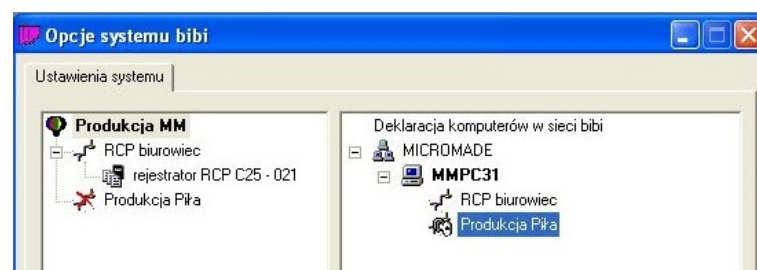 Opcje systemu bibi
Ustawienia systemu
Produkcja MM
RCP biurowiec
rejestrator RCP C25 - 021
Produkcja Piła
Deklaracja komputerów w sieci bibi
MICROMADE
MMPC31
RCP biurowiec
Produkcja Piła